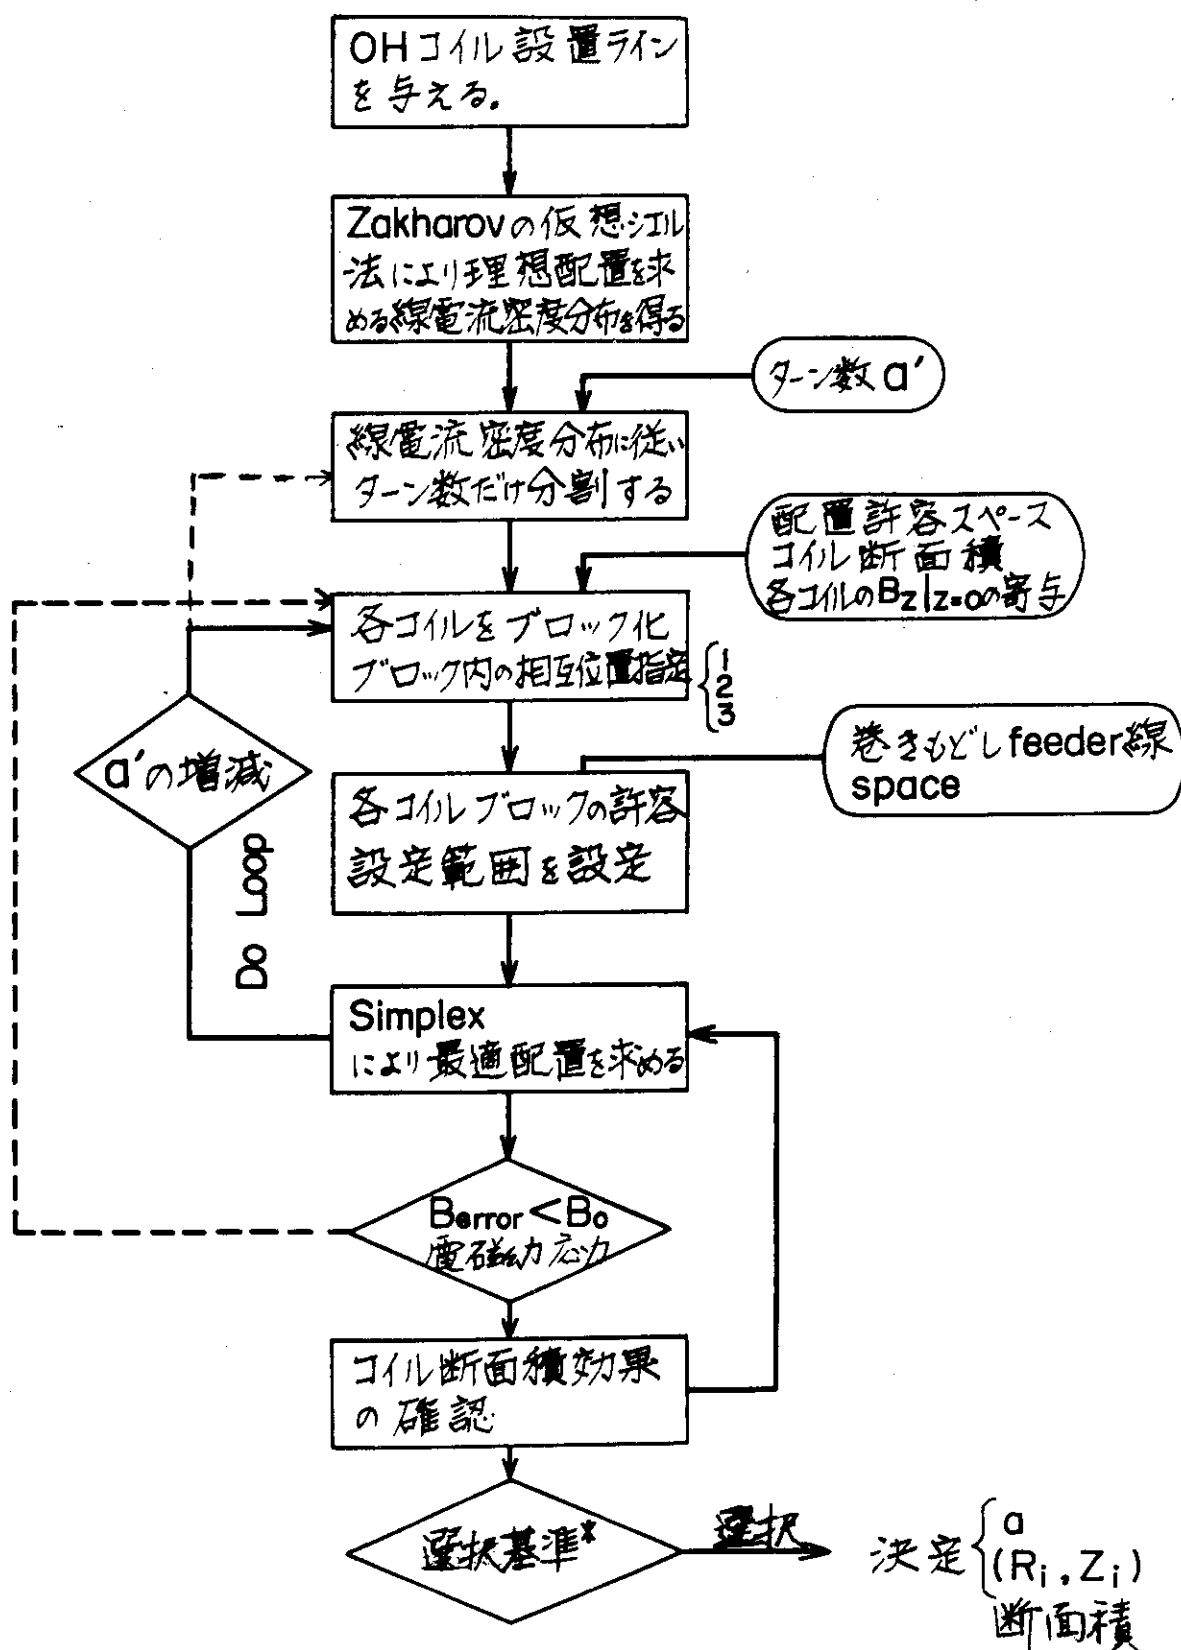 OHコイル設置ライン
を与える。
Zakharovの仮想シェル
法により理想配置を求
める線電流密度分布を得る
ターン数 a′
線電流密度分布に従い
ターン数だけ分割する
配置許容スペース
コイル断面積
各コイルのBz|z=0の寄与
各コイルをブロック化
ブロック内の相互位置指定
1
2
3
巻きもどしfeeder線
space
a′の増減
各コイルブロックの許容
設定範囲を設定
Do Loop
Simplex
により最適配置を求める
Berror<Bo
電磁力応力
コイル断面積効果
の確認
選択基準*
選択
決定
a
(Ri,Zi)
断面積